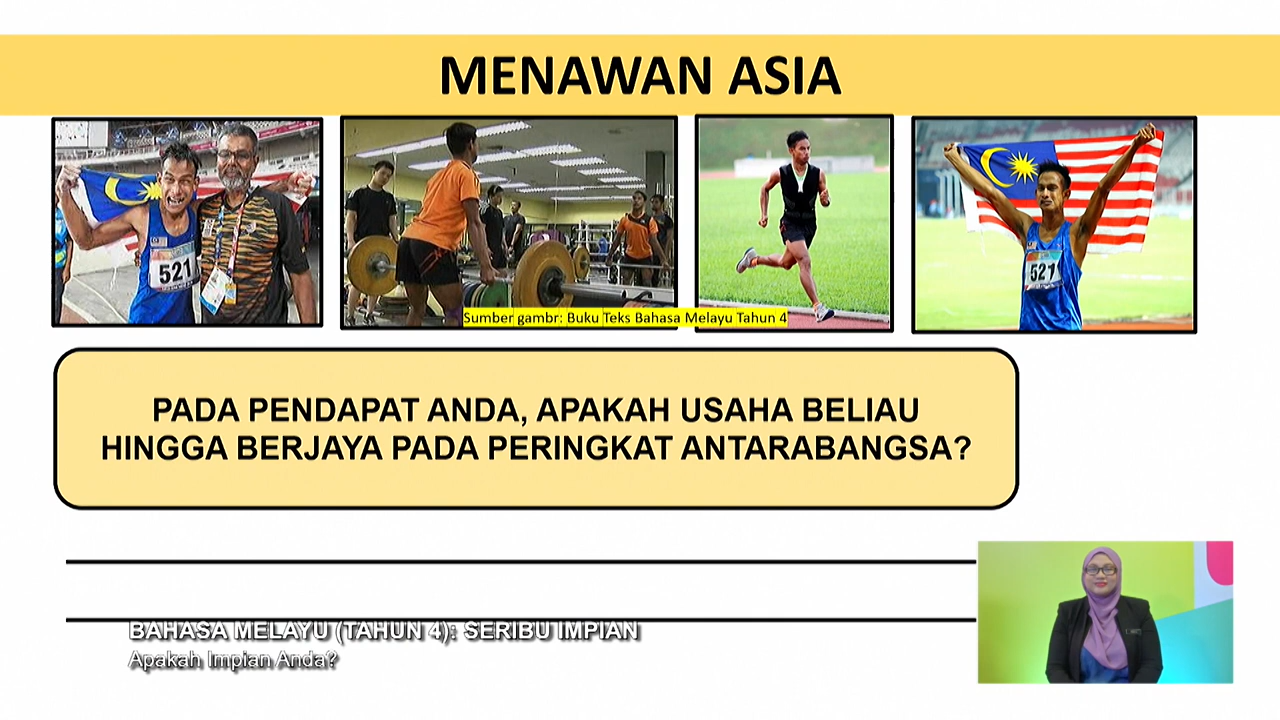 MENAWAN ASIA
521
521
Sumber gambr: Buku Teks Bahasa Melayu Tahun 4
PADA PENDAPAT ANDA, APAKAH USAHA BELIAU
HINGGA BERJAYA PADA PERINGKAT ANTARABANGSA?
BAHASA MELAYU (TAHUN 4): SERIBU IMPIAN
Apakah Impian Anda?